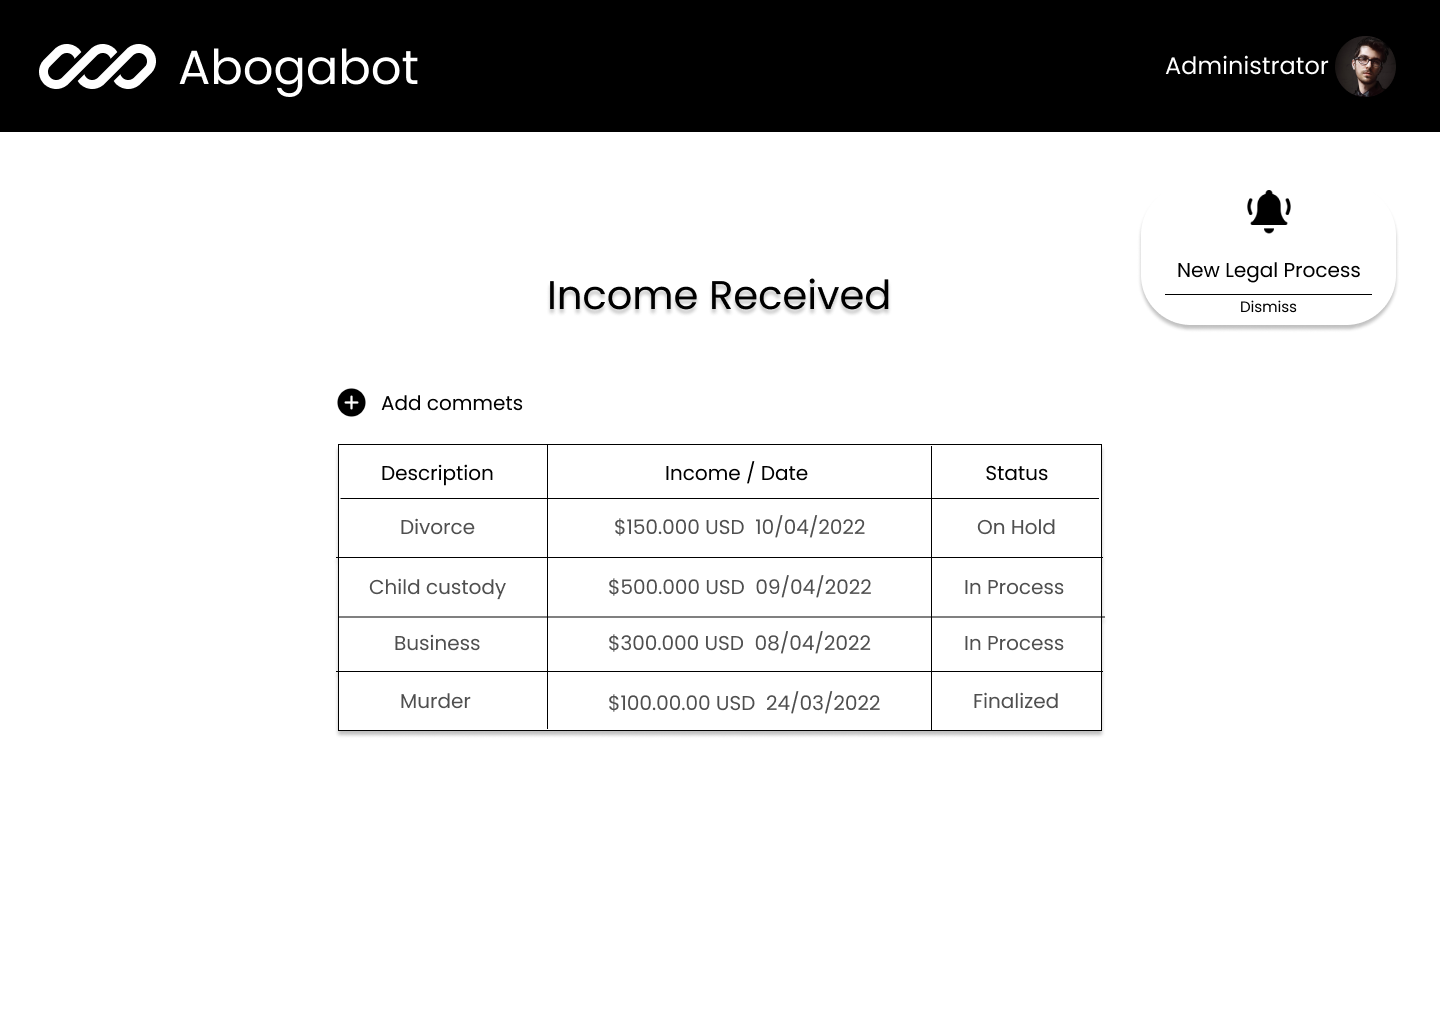 Abogabot
Administrator
New Legal Process
Dismiss
Income Received
Add commets
Description Income / Date Status
Divorce $150.000 USD 10/04/2022 On Hold
Child custody $500.000 USD 09/04/2022 In Process
Business $300.000 USD 08/04/2022 In Process
Murder $100.00.00 USD 24/03/2022 Finalized